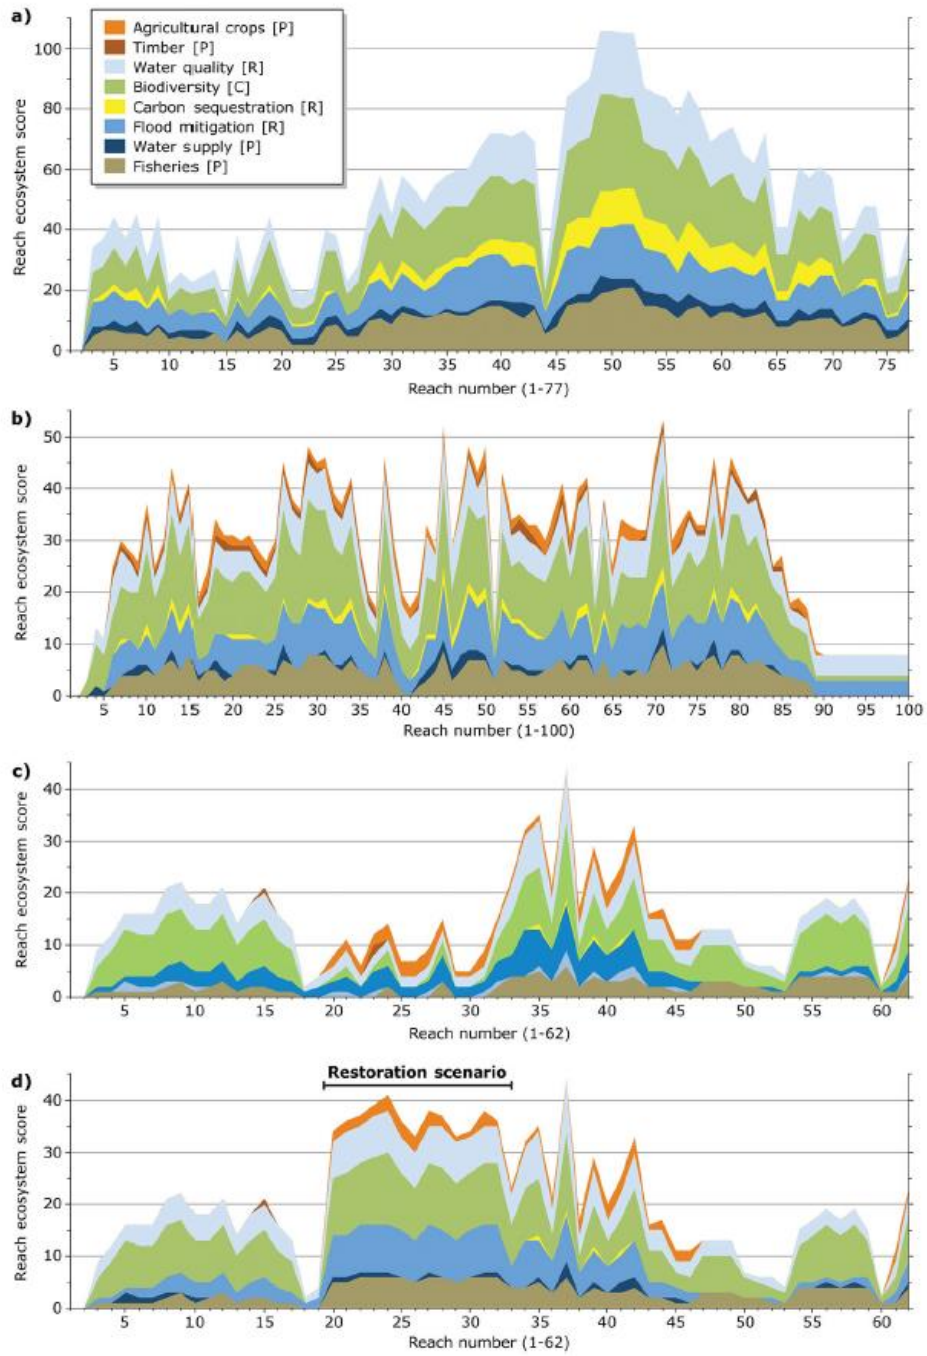 a)
Agricultural crops [P]
Timber [P]
Water quality [R]
Biodiversity [C]
Carbon sequestration [R]
Flood mitigation [R]
Water supply [P]
Fisheries [P]
Reach ecosystem score
100
80
60
40
20
0
5 10 15 20 25 30 35 40 45 50 55 60 65 70 75
Reach number (1-77)
b)
Reach ecosystem score
50
40
30
20
10
0
5 10 15 20 25 30 35 40 45 50 55 60 65 70 75 80 85 90 95 100
Reach number (1-100)
c)
Reach ecosystem score
40
30
20
10
0
5 10 15 20 25 30 35 40 45 50 55 60
Reach number (1-62)
d)
Restoration scenario
Reach ecosystem score
40
30
20
10
0
5 10 15 20 25 30 35 40 45 50 55 60
Reach number (1-62)